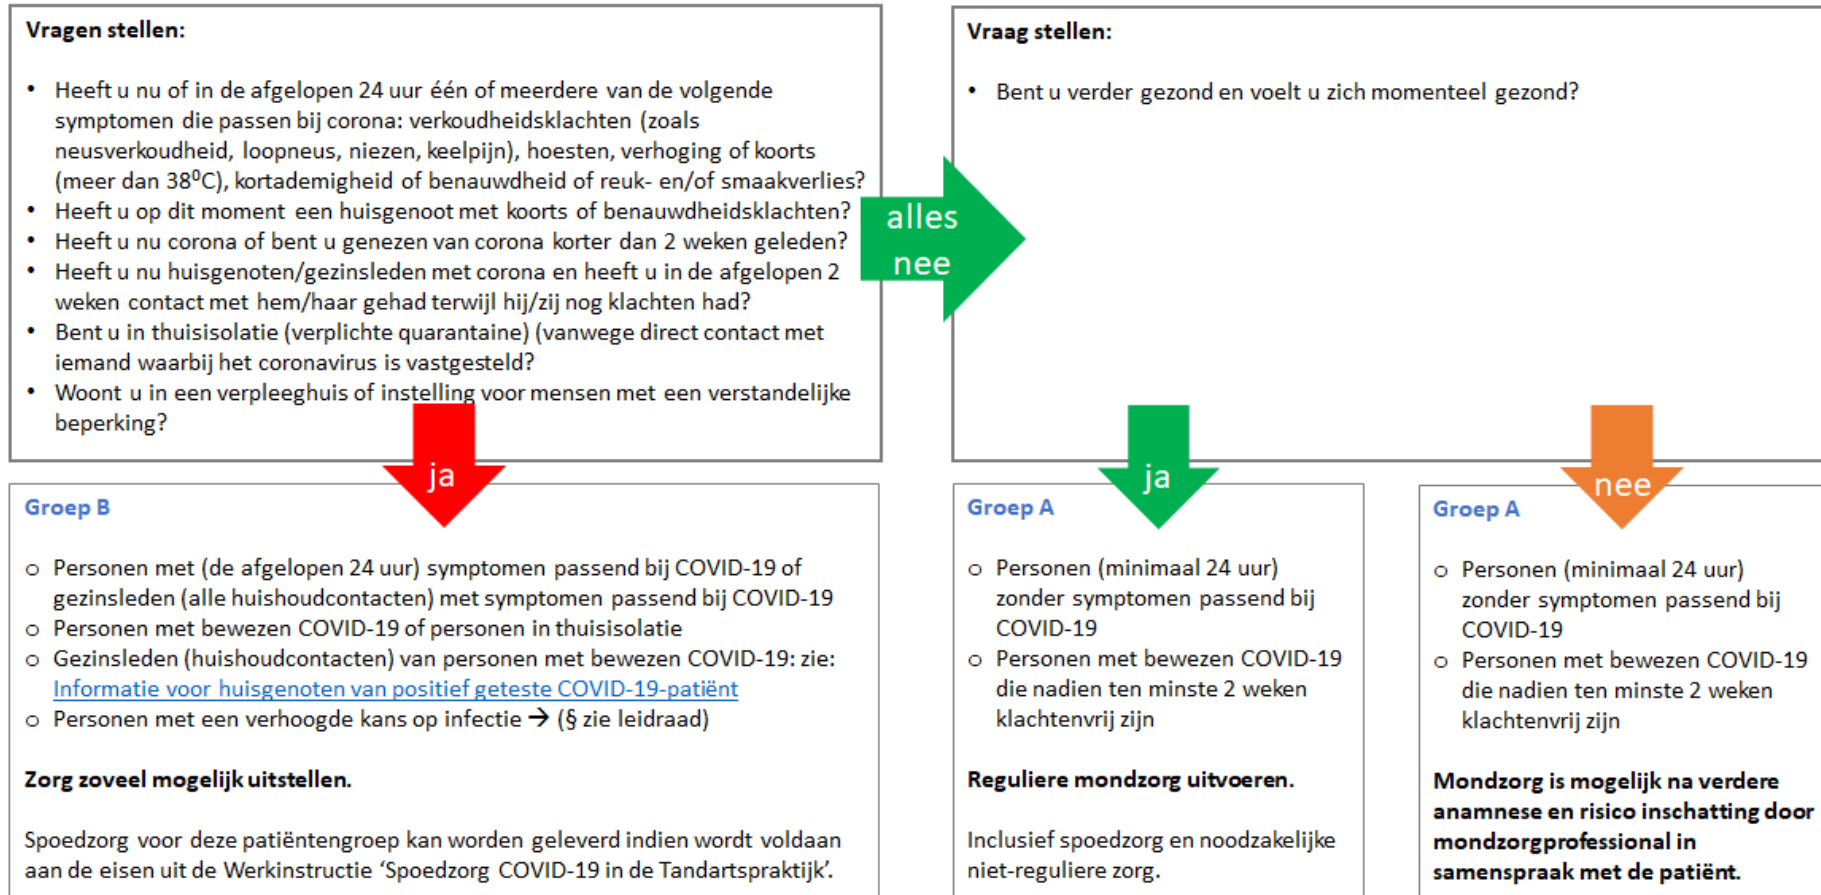 Vragen stellen:
• Heeft u nu of in de afgelopen 24 uur één of meerdere van de volgende
symptomen die passen bij corona: verkoudheidsklachten (zoals
neusverkoudheid, loopneus, niezen, keelpijn), hoesten, verhoging of koorts
(meer dan 38⁰C), kortademigheid of benauwdheid of reuk- en/of smaakverlies?
• Heeft u op dit moment een huisgenoot met koorts of benauwdheidsklachten?
• Heeft u nu corona of bent u genezen van corona korter dan 2 weken geleden?
• Heeft u nu huisgenoten/gezinsleden met corona en heeft u in de afgelopen 2
weken contact met hem/haar gehad terwijl hij/zij nog klachten had?
• Bent u in thuisisolatie (verplichte quarantaine) (vanwege direct contact met
iemand waarbij het coronavirus is vastgesteld?
• Woont u in een verpleeghuis of instelling voor mensen met een verstandelijke
beperking?
alles
nee
Vraag stellen:
• Bent u verder gezond en voelt u zich momenteel gezond?
ja
Groep B
o Personen met (de afgelopen 24 uur) symptomen passend bij COVID-19 of
gezinsleden (alle huishoudcontacten) met symptomen passend bij COVID-19
o Personen met bewezen COVID-19 of personen in thuisisolatie
o Gezinsleden (huishoudcontacten) van personen met bewezen COVID-19: zie:
Informatie voor huisgenoten van positief geteste COVID-19-patiënt
o Personen met een verhoogde kans op infectie → (§ zie leidraad)
Zorg zoveel mogelijk uitstellen.
Spoedzorg voor deze patiëntengroep kan worden geleverd indien wordt voldaan
aan de eisen uit de Werkinstructie ‘Spoedzorg COVID-19 in de Tandartspraktijk’.
ja
Groep A
o Personen (minimaal 24 uur)
zonder symptomen passend bij
COVID-19
o Personen met bewezen COVID-19
die nadien ten minste 2 weken
klachtenvrij zijn
Reguliere mondzorg uitvoeren.
Inclusief spoedzorg en noodzakelijke
niet-reguliere zorg.
nee
Groep A
o Personen (minimaal 24 uur)
zonder symptomen passend bij
COVID-19
o Personen met bewezen COVID-19
die nadien ten minste 2 weken
klachtenvrij zijn
Mondzorg is mogelijk na verdere
anamnese en risico inschatting door
mondzorgprofessional in
samenspraak met de patiënt.